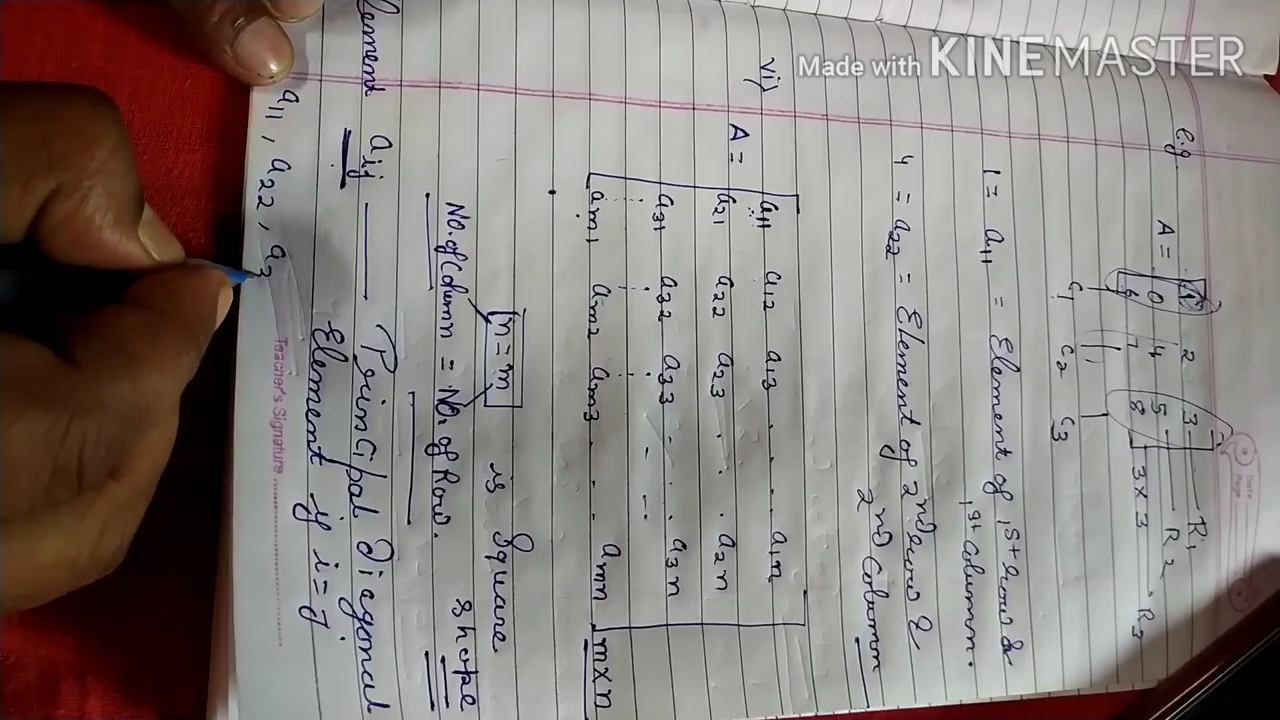 Made with KINEMASTER
Date
Page
e.g.
A = 1 2 3 R1
0 4 5 R2
6 7 8 3×3 R3
C1 C2 C3
1 = a11 = Element of 1st row &
1st column.
4 = a22 = Element of 2nd row &
2nd Column
vi)
a11 a12 a13 . . . a1n
A = a21 a22 a23 . . . a2n
a31 a32 a33 - - - a3n
am1 am2 am3 - - - amn m×n
n=m is Square
Shape
No. of Column = No. of Row.
element aij — Principal Diagonal
Element if i=j
a11, a22, a3
Teacher's Signature